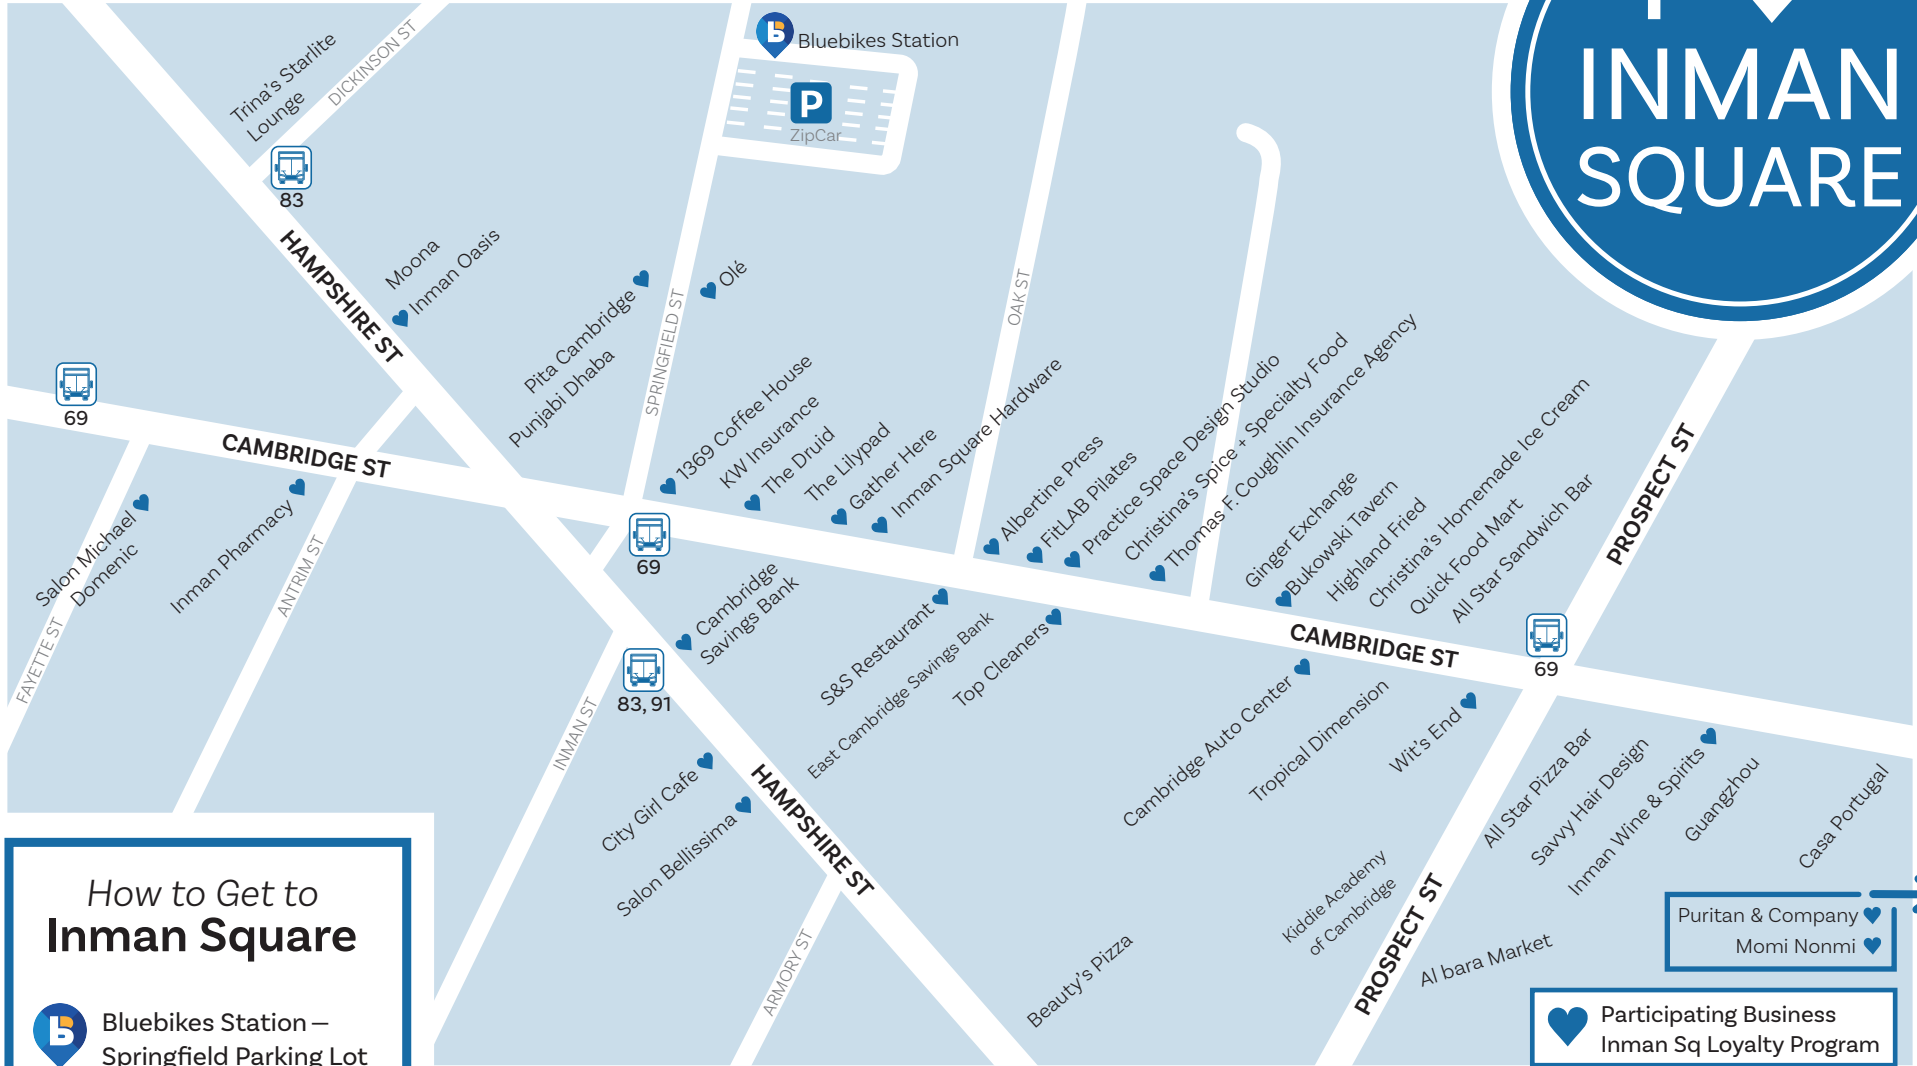 INMAN
SQUARE
Bluebikes Station
P
ZipCar
Trina's Starlite
Lounge
DICKINSON ST
83
HAMPSHIRE ST
Moona
Inman Oasis
Pita Cambridge
Punjabi Dhaba
SPRINGFIELD ST
Olé
OAK ST
69
CAMBRIDGE ST
1369 Coffee House
KW Insurance
The Druid
The Lilypad
Gather Here
Inman Square Hardware
Albertine Press
FitLAB Pilates
Practice Space Design Studio
Christina's Spice + Specialty Food
Thomas F. Coughlin Insurance Agency
Ginger Exchange
Bukowski Tavern
Highland Fried
Christina's Homemade Ice Cream
Quick Food Mart
All Star Sandwich Bar
PROSPECT ST
Salon Michael
Domenic
Inman Pharmacy
FAYETTE ST
ANTRIM ST
69
Cambridge
Savings Bank
S&S Restaurant
East Cambridge Savings Bank
Top Cleaners
CAMBRIDGE ST
69
83, 91
INMAN ST
City Girl Cafe
Salon Bellissima
HAMPSHIRE ST
ARMORY ST
Cambridge Auto Center
Tropical Dimension
Wit's End
All Star Pizza Bar
Savvy Hair Design
Inman Wine & Spirits
Guangzhou
Casa Portugal
Kiddie Academy
of Cambridge
Beauty's Pizza
PROSPECT ST
Al bara Market
Puritan & Company
Momi Nonmi
Participating Business
Inman Sq Loyalty Program
How to Get to
Inman Square
Bluebikes Station –
Springfield Parking Lot